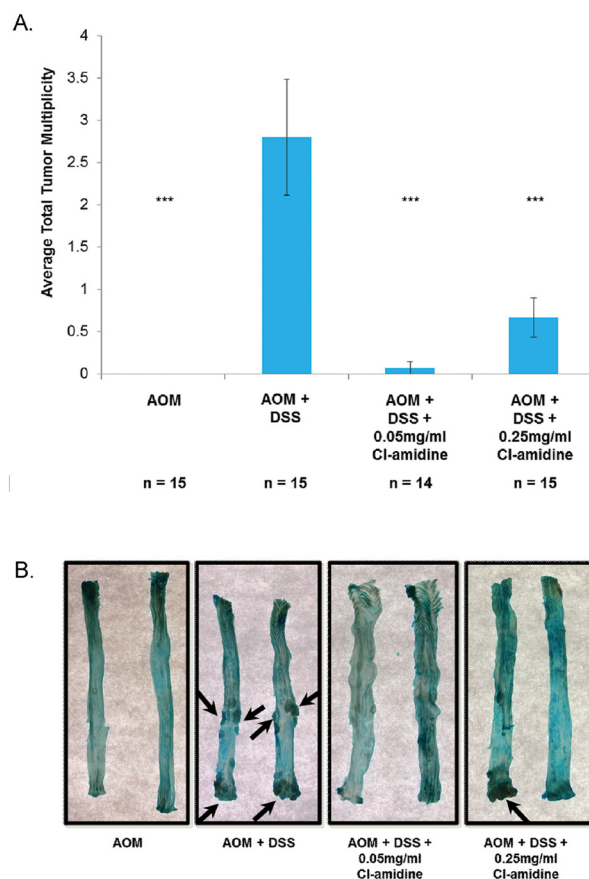 A.
Average Total Tumor Multiplicity
4
3.5
3
2.5
2
1.5
1
0.5
0
*** *** ***
AOM
AOM +
DSS
AOM +
DSS +
0.05mg/ml
Cl-amidine
AOM +
DSS +
0.25mg/ml
Cl-amidine
n = 15 n = 15 n = 14 n = 15
B.
AOM
AOM + DSS
AOM + DSS +
0.05mg/ml
Cl-amidine
AOM + DSS +
0.25mg/ml
Cl-amidine